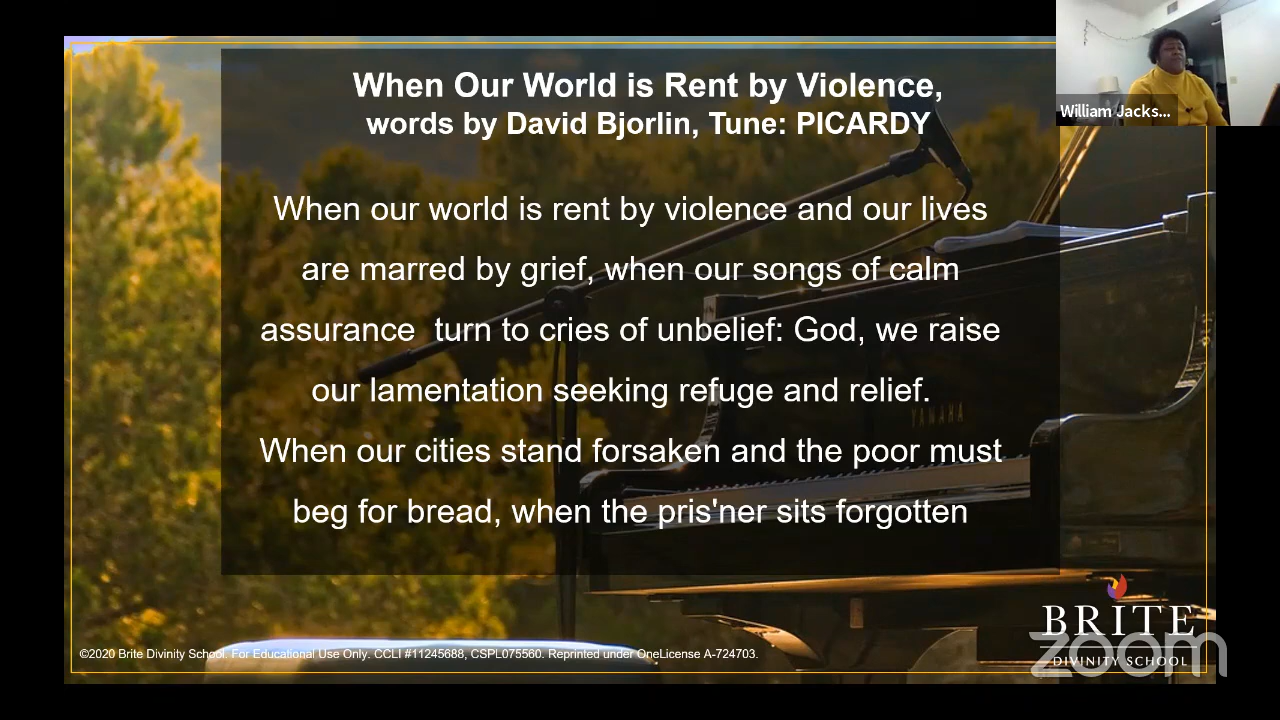 When Our World is Rent by Violence,
words by David Bjorlin, Tune: PICARDY
William Jacks...
When our world is rent by violence and our lives
are marred by grief, when our songs of calm
assurance turn to cries of unbelief: God, we raise
our lamentation seeking refuge and relief.
YAMAHA
When our cities stand forsaken and the poor must
beg for bread, when the pris'ner sits forgotten
BRITE
DIVINITY SCHOOL
zoom
©2020 Brite Divinity School. For Educational Use Only. CCLI #11245688, CSPL075560. Reprinted under OneLicense A-724703.